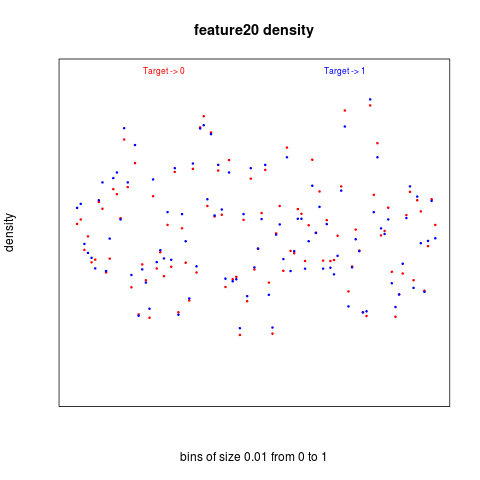 feature20 density
Target -> 0
Target -> 1
density
bins of size 0.01 from 0 to 1